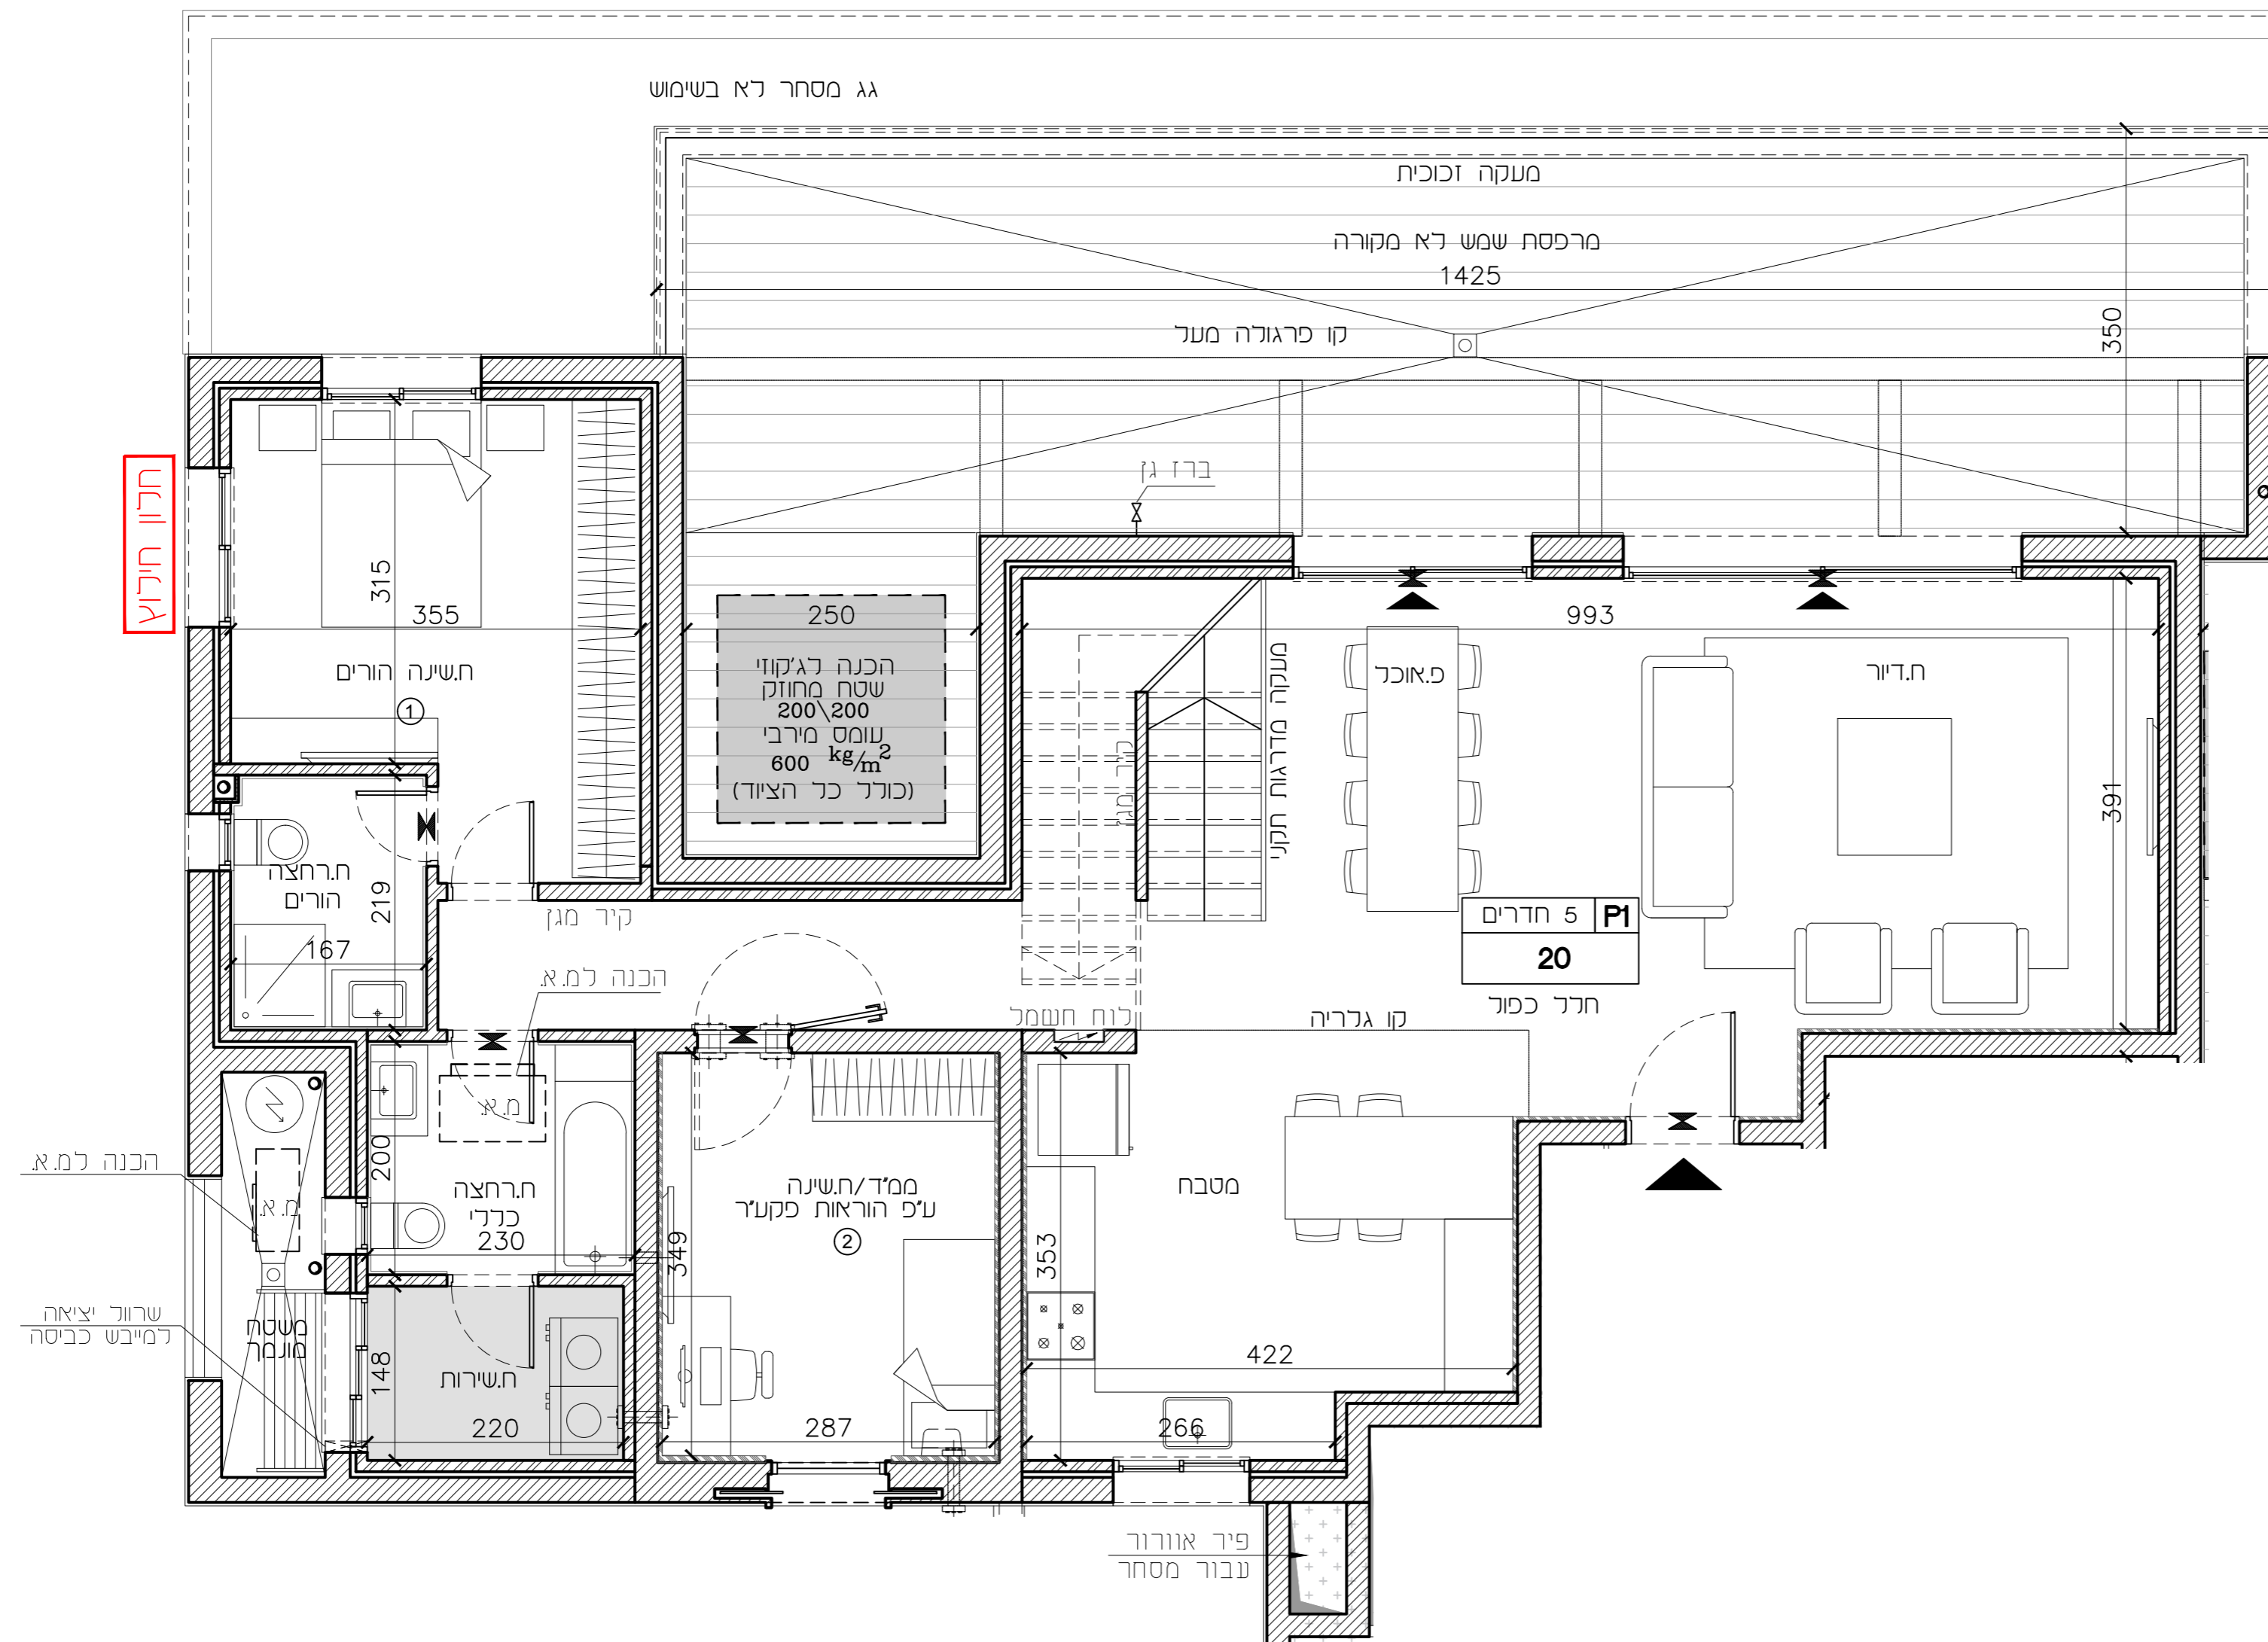 גג מסחר לא בשימוש
מעקה זכוכית
מרפסת שמש לא מקורה
1425
קו פרגולה מעל
350
ברז גן
חלון חילוץ
315
355
ח.שינה הורים
1
250
הכנה לג'קוזי
שטח מחוזק
200\200
עומס מירבי
600 kg/m²
(כולל כל הציוד)
993
מעקה מדרגות תקני
קיר מגן
פ.אוכל
ח.דיור
391
ח.רחצה
הורים
219
167
קיר מגן
הכנה למ.א.
5 חדרים P1
20
חלל כפול
קו גלריה
לוח חשמל
מ.א.
200
ח.רחצה
כללי
230
הכנה למ.א.
מ.א.
ממ"ד/ח.שינה
ע"פ הוראות פקע"ר
2
349
מטבח
353
422
שרוול יציאה
למייבש כביסה
משטח
מונמך
148
ח.שירות
220
287
266
פיר אוורור
עבור מסחר